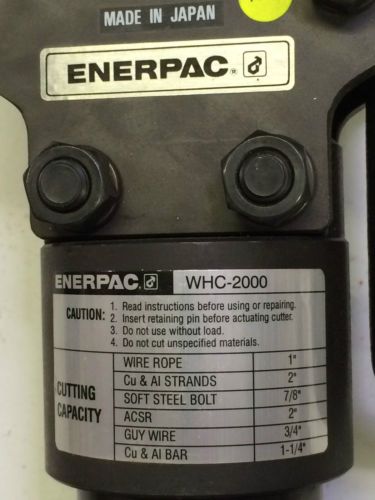 MADE IN JAPAN
ENERPAC®
ENERPAC. WHC-2000
CAUTION: 1. Read instructions before using or repairing.
2. Insert retaining pin before actuating cutter.
3. Do not use without load.
4. Do not cut unspecified materials.
CUTTING CAPACITY
WIRE ROPE 1"
Cu & Al STRANDS 2"
SOFT STEEL BOLT 7/8"
ACSR 2"
GUY WIRE 3/4"
Cu & Al BAR 1-1/4"